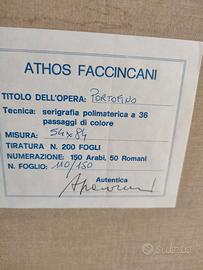 ATHOS FACCINCANI
TITOLO DELL'OPERA: PORTOFINO
Tecnica: serigrafia polimaterica a 36
passaggi di colore
MISURA: 54x84
TIRATURA N. 200 FOGLI
NUMERAZIONE: 150 Arabi, 50 Romani
N. FOGLIO: 110/150
Autentica
subito.it